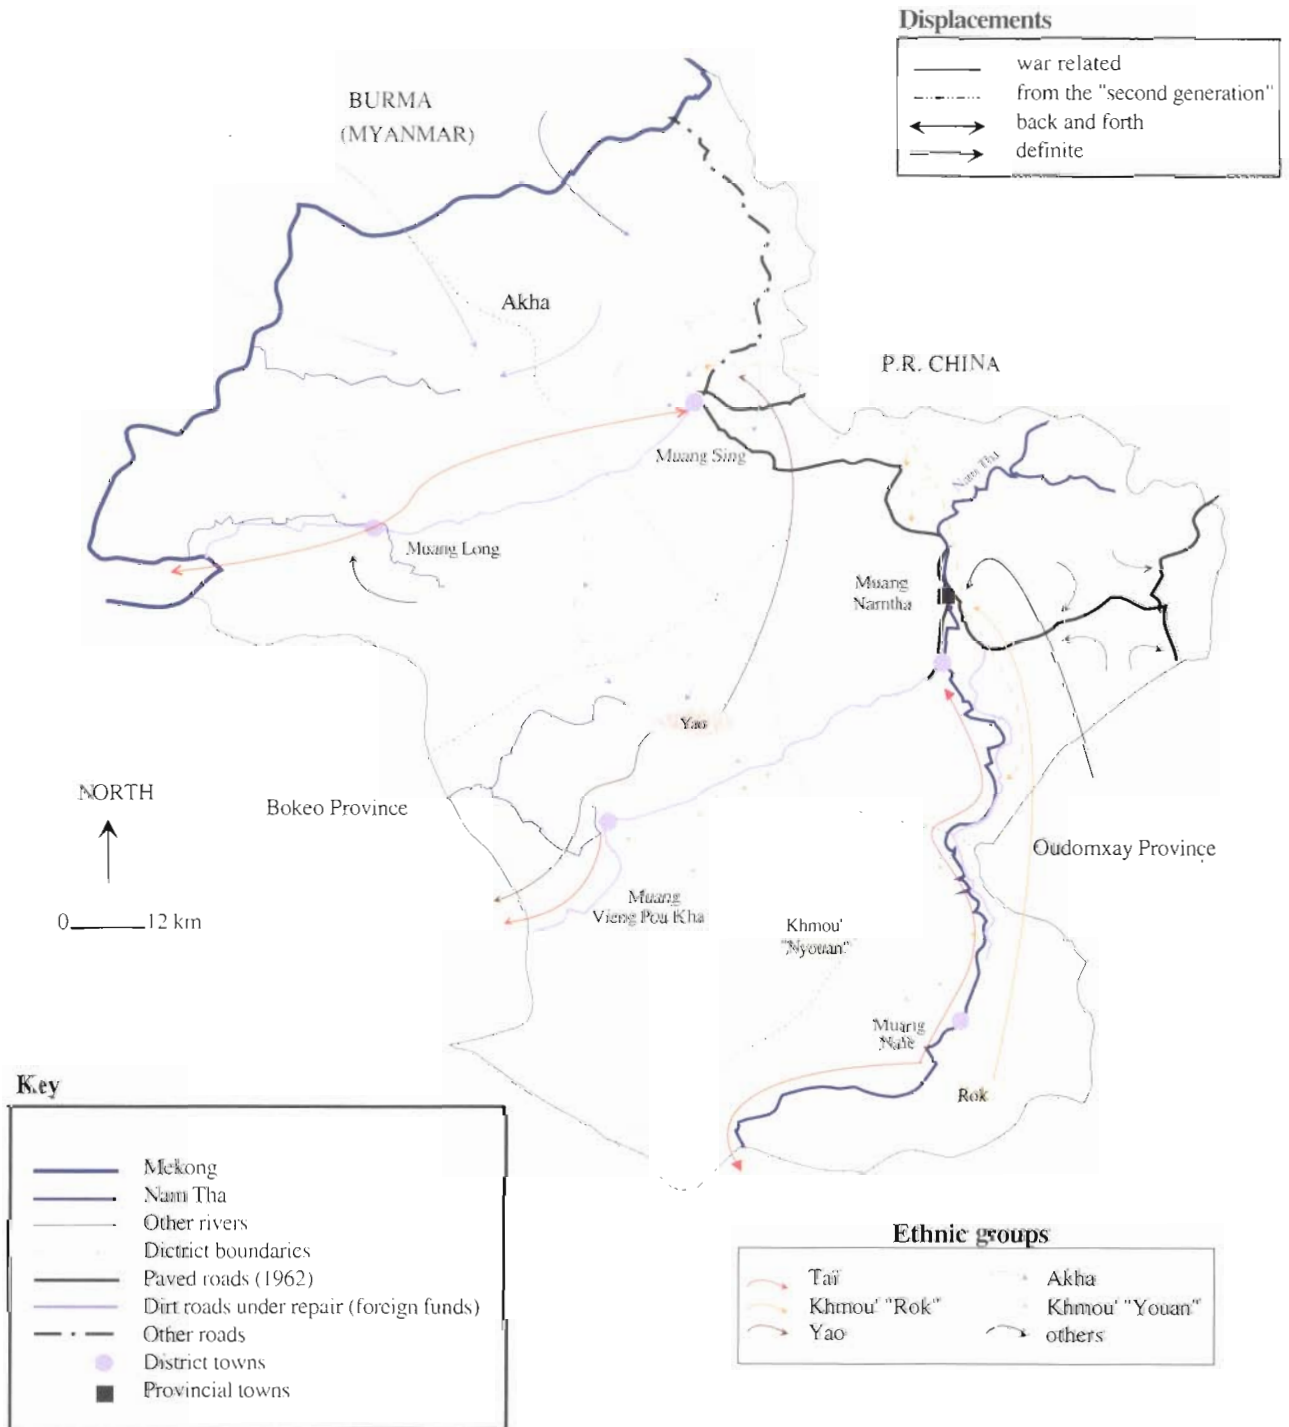 Displacements
war related
from the "second generation"
back and forth
definite
BURMA
(MYANMAR)
Akha
P.R. CHINA
Muang Sing
Nam Tha
Muang Long
Muang
Namtha
Yao
NORTH
Bokeo Province
0 12 km
Oudomxay Province
Muang
Vieng Pou Kha
Khmou'
"Nyouan"
Muang
Nale
Rok
Key
Mekong
Nam Tha
Other rivers
Dictrict boundaries
Paved roads (1962)
Dirt roads under repair (foreign funds)
Other roads
District towns
Provincial towns
Ethnic groups
Taï
Khmou' "Rok"
Yao
Akha
Khmou' "Youan"
others